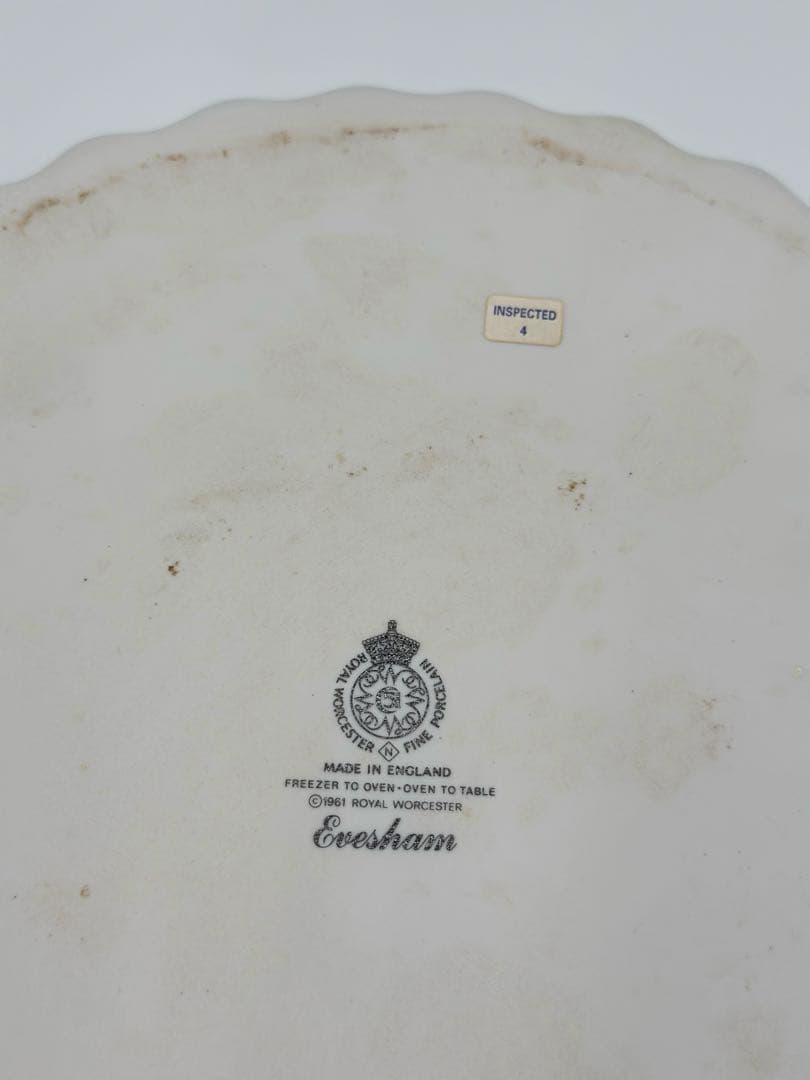 INSPECTED
4
ROYAL WORCESTER N FINE PORCELAIN
MADE IN ENGLAND
FREEZER TO OVEN·OVEN TO TABLE
©1961 ROYAL WORCESTER
Evesham